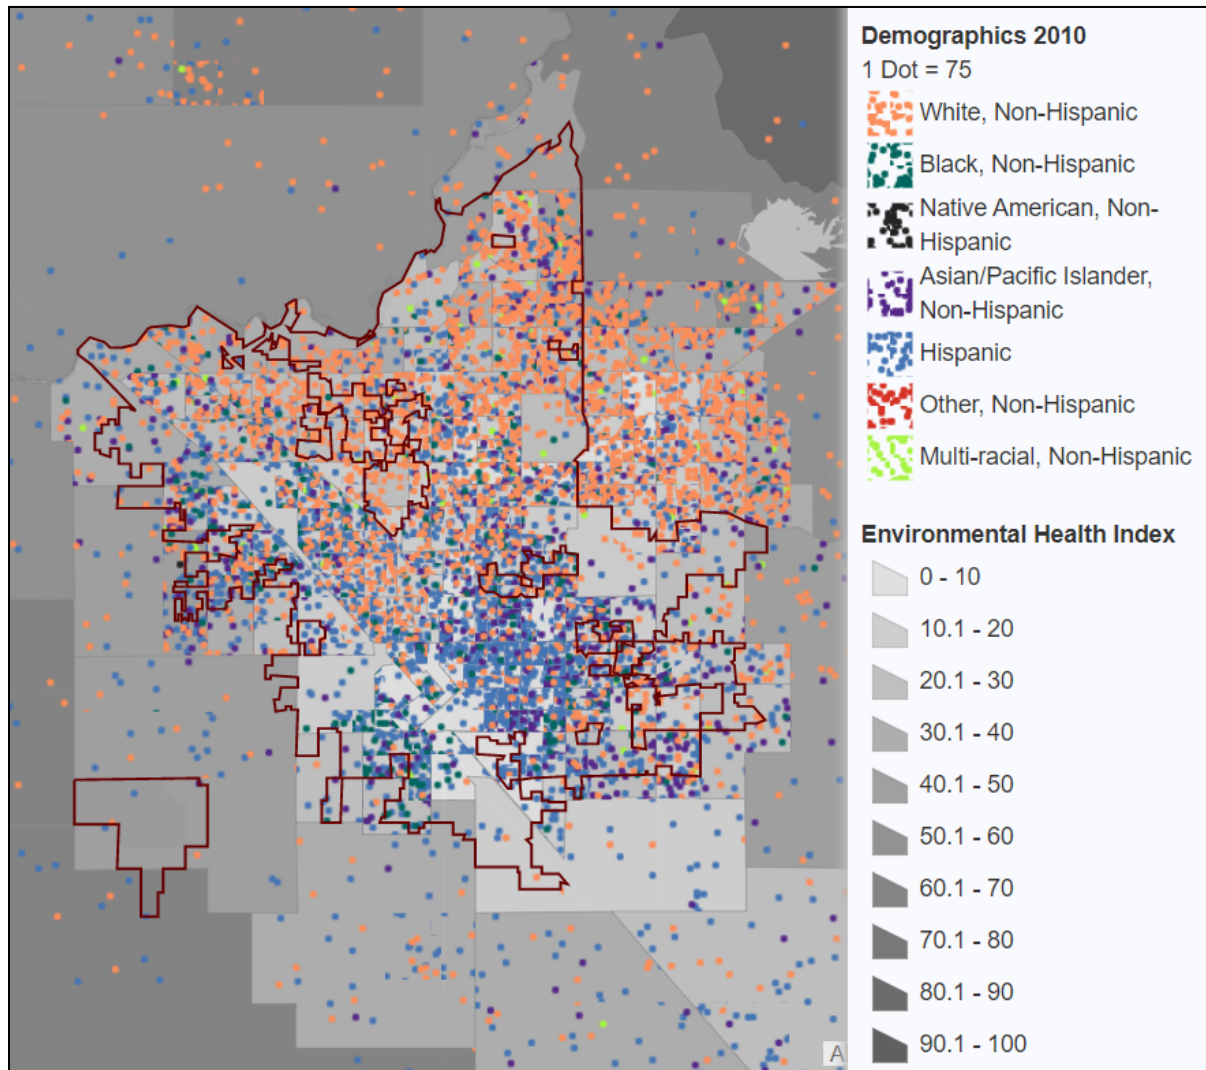 Demographics 2010
1 Dot = 75
White, Non-Hispanic
Black, Non-Hispanic
Native American, Non-
Hispanic
Asian/Pacific Islander,
Non-Hispanic
Hispanic
Other, Non-Hispanic
Multi-racial, Non-Hispanic
Environmental Health Index
0 - 10
10.1 - 20
20.1 - 30
30.1 - 40
40.1 - 50
50.1 - 60
60.1 - 70
70.1 - 80
80.1 - 90
90.1 - 100
A